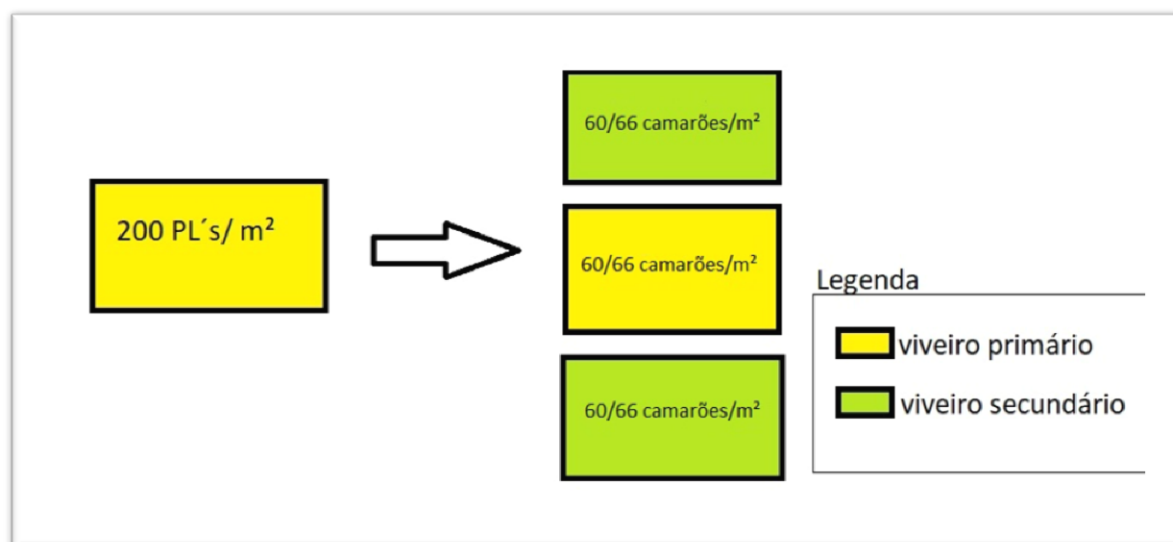 200 PL´s/ m²
60/66 camarões/m²
60/66 camarões/m²
60/66 camarões/m²
Legenda
viveiro primário
viveiro secundário